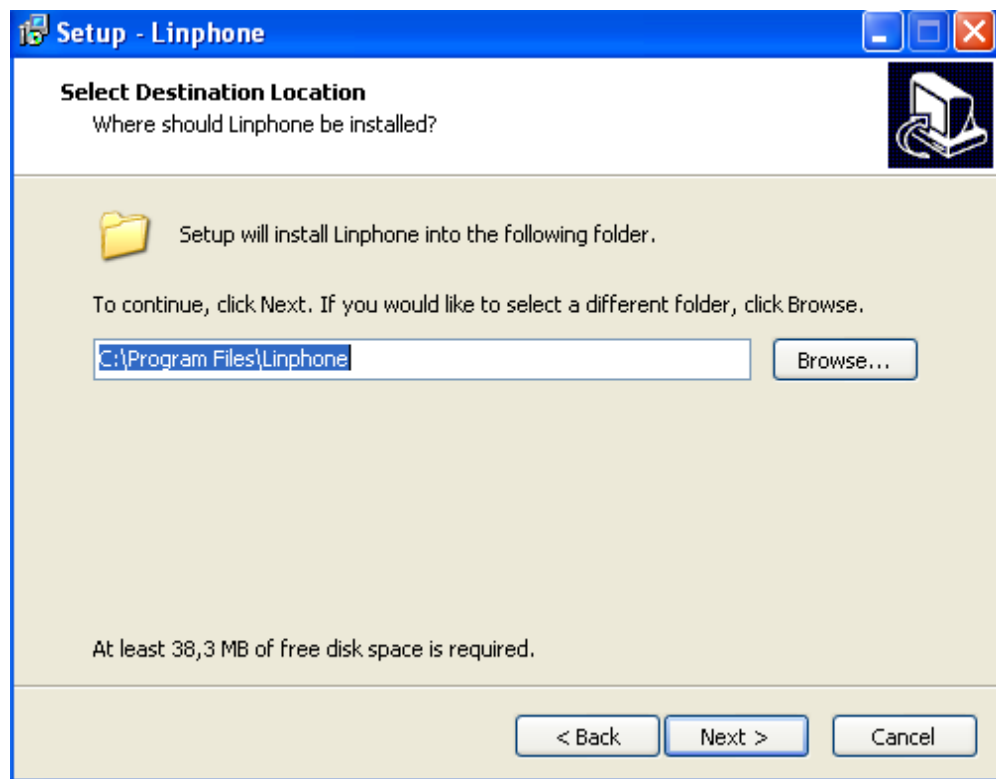 Setup - Linphone
Select Destination Location
Where should Linphone be installed?
Setup will install Linphone into the following folder.
To continue, click Next. If you would like to select a different folder, click Browse.
C:\Program Files\Linphone
Browse...
At least 38,3 MB of free disk space is required.
< Back
Next >
Cancel